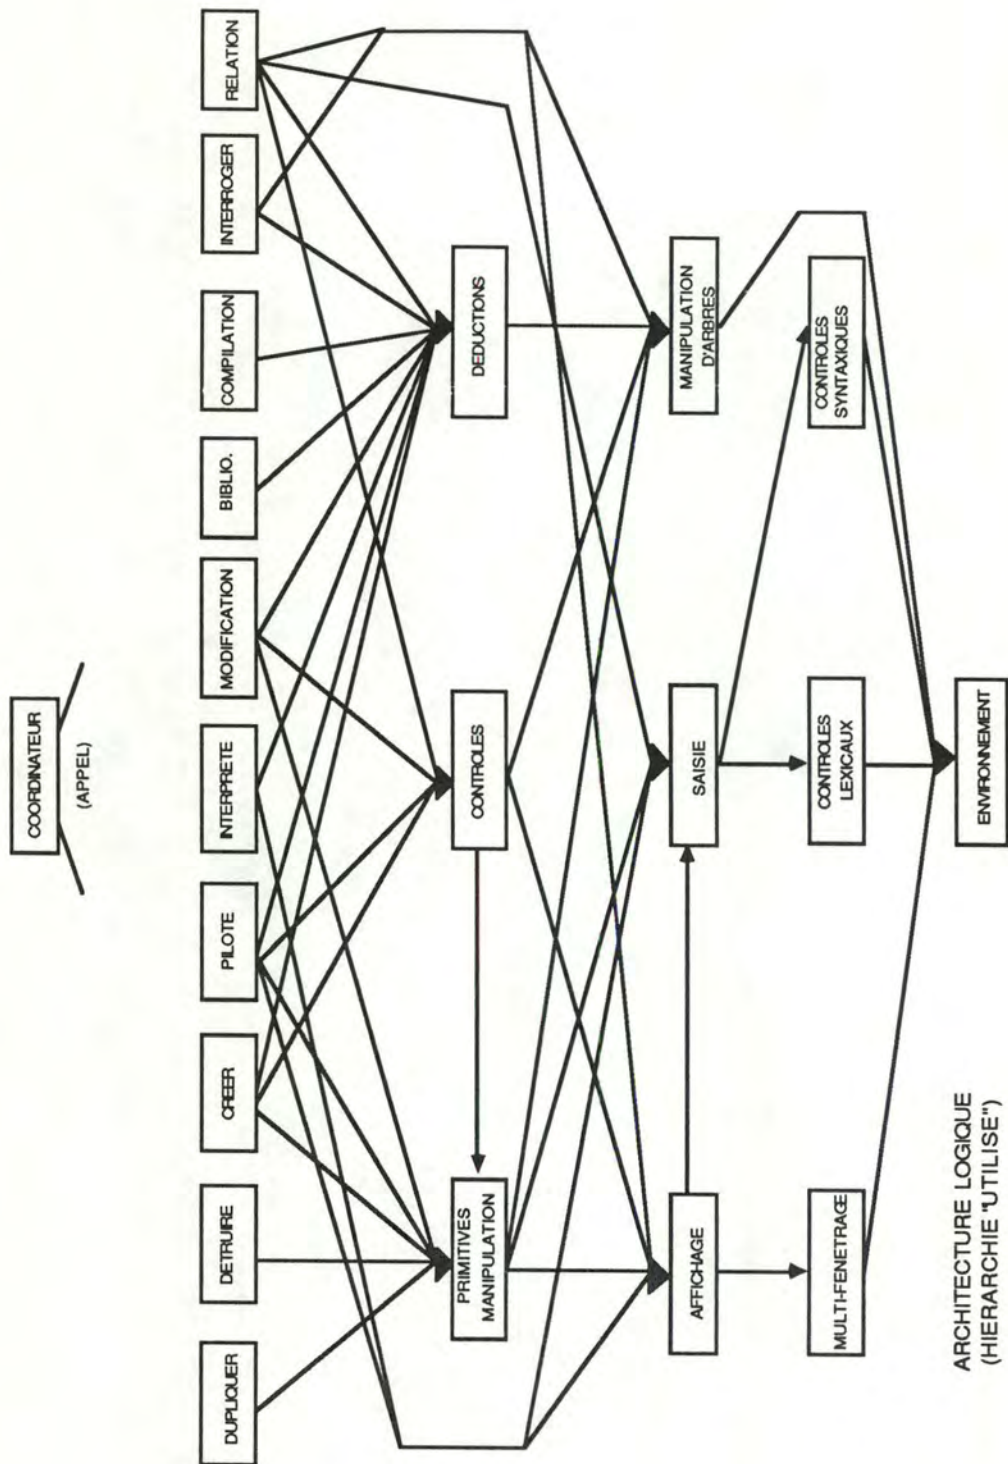 COORDINATEUR
(APPEL)
DUPLIQUER
DETRUIRE
CREER
PILOTE
INTERPRETE
MODIFICATION
BIBLIO.
COMPILATION
INTERROGER
RELATION
PRIMITIVES
MANIPULATION
CONTROLES
DEDUCTIONS
AFFICHAGE
SAISIE
MANIPULATION
D'ARBRES
MULTI-FENETRAGE
CONTROLES
LEXICAUX
CONTROLES
SYNTAXIQUES
ENVIRONNEMENT
ARCHITECTURE LOGIQUE
(HIERARCHIE "UTILISE")